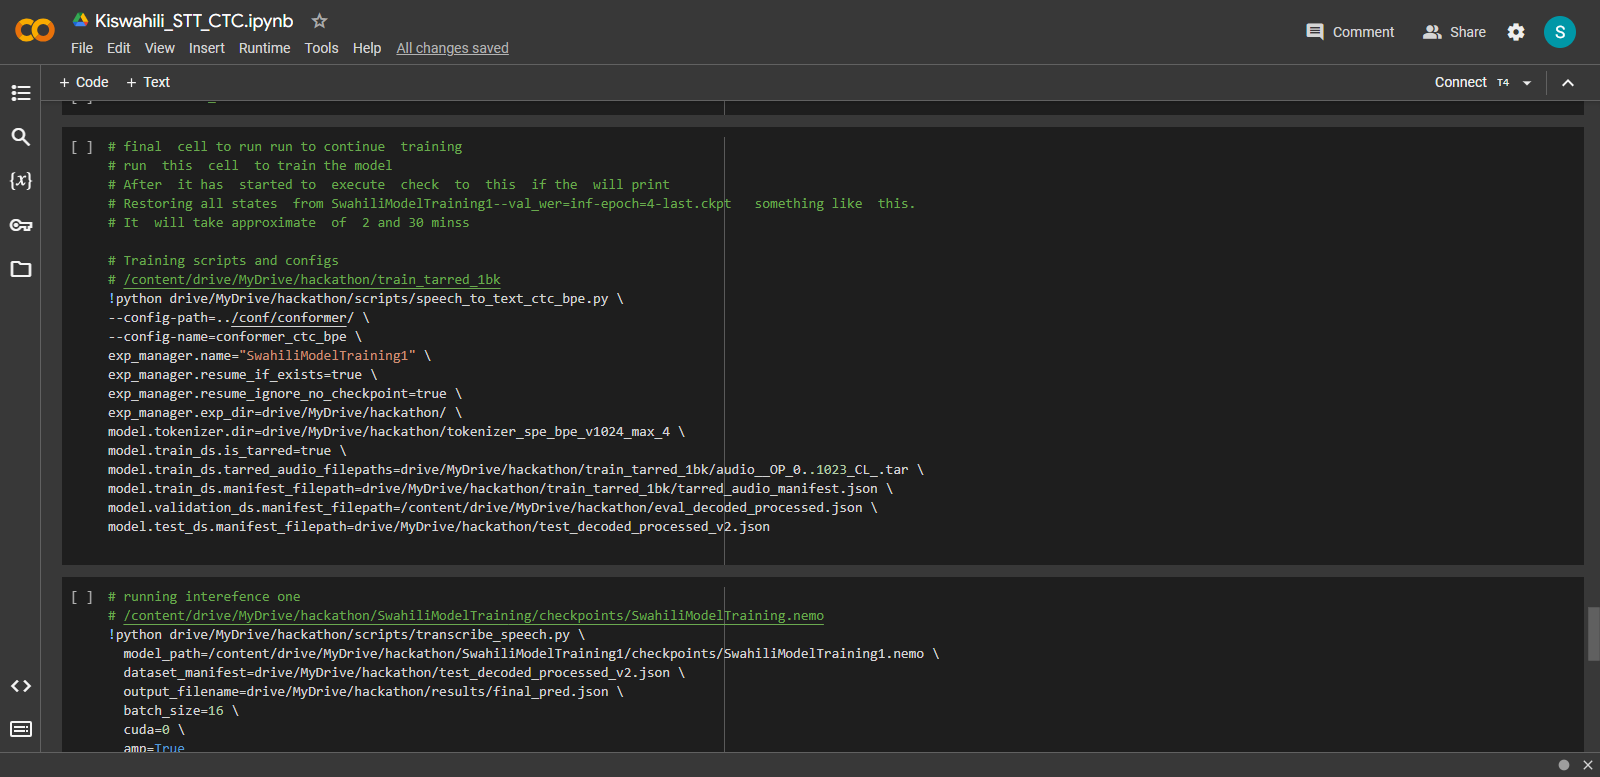 Kiswahili_STT_CTC.ipynb
File Edit View Insert Runtime Tools Help All changes saved
Comment Share S
+ Code + Text
Connect T4
[ ] # final  cell to run run to continue  training
# run  this  cell  to train the model
# After  it has  started to  execute  check  to  this  if the  will print
# Restoring all states  from SwahiliModelTraining1--val_wer=inf-epoch=4-last.ckpt   something like  this.
# It  will take approximate  of  2 and 30 minss
# Training scripts and configs
# /content/drive/MyDrive/hackathon/train_tarred_1bk
!python drive/MyDrive/hackathon/scripts/speech_to_text_ctc_bpe.py \
--config-path=../conf/conformer/ \
--config-name=conformer_ctc_bpe \
exp_manager.name="SwahiliModelTraining1" \
exp_manager.resume_if_exists=true \
exp_manager.resume_ignore_no_checkpoint=true \
exp_manager.exp_dir=drive/MyDrive/hackathon/ \
model.tokenizer.dir=drive/MyDrive/hackathon/tokenizer_spe_bpe_v1024_max_4 \
model.train_ds.is_tarred=true \
model.train_ds.tarred_audio_filepaths=drive/MyDrive/hackathon/train_tarred_1bk/audio__OP_0..1023_CL_.tar \
model.train_ds.manifest_filepath=drive/MyDrive/hackathon/train_tarred_1bk/tarred_audio_manifest.json \
model.validation_ds.manifest_filepath=/content/drive/MyDrive/hackathon/eval_decoded_processed.json \
model.test_ds.manifest_filepath=drive/MyDrive/hackathon/test_decoded_processed_v2.json
[ ] # running interefence one
# /content/drive/MyDrive/hackathon/SwahiliModelTraining/checkpoints/SwahiliModelTraining.nemo
!python drive/MyDrive/hackathon/scripts/transcribe_speech.py \
model_path=/content/drive/MyDrive/hackathon/SwahiliModelTraining1/checkpoints/SwahiliModelTraining1.nemo \
dataset_manifest=drive/MyDrive/hackathon/test_decoded_processed_v2.json \
output_filename=drive/MyDrive/hackathon/results/final_pred.json \
batch_size=16 \
cuda=0 \
amp=True